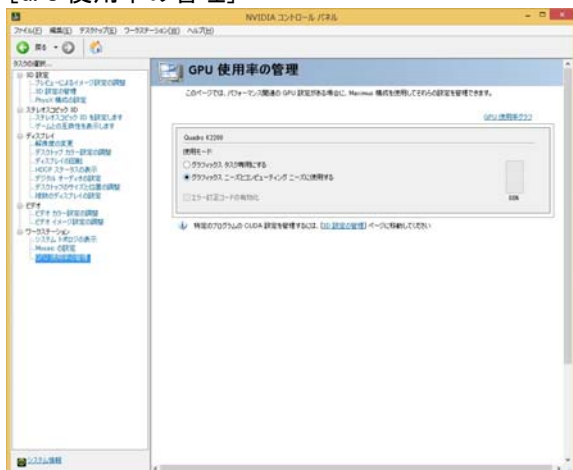 [GPU 使用率の管理]
NVIDIA コントロール パネル
ファイル(F) 編集(E) デスクトップ(T) ワークステーション(O) ヘルプ(H)
戻る
タスクの選択...
3D 設定
プレビューによるイメージ設定の調整
3D 設定の管理
PhysX 構成の設定
ステレオスコピック 3D
ステレオスコピック 3D を設定します
ゲームとの互換性を表示します
ディスプレイ
解像度の変更
デスクトップ カラー設定の調整
ディスプレイの回転
HDCP ステータスの表示
デジタル オーディオの設定
デスクトップのサイズと位置の調整
複数のディスプレイの設定
ビデオ
ビデオ カラー設定の調整
ビデオ イメージ設定の調整
ワークステーション
システム トポロジの表示
Mosaic の設定
GPU 使用率の管理
システム情報
GPU 使用率の管理
このページでは、パフォーマンス関連の GPU 設定がある場合に、Maximus 構成を使用してそれらの設定を管理できます。
GPU 使用率グラフ
Quadro K2200
使用モード:
グラフィックス タスク専用にする
グラフィックス ニーズとコンピューティング ニーズに使用する
エラー訂正コードの有効化
特定のプログラムの CUDA 設定を管理するには、[3D 設定の管理] ページに移動してください